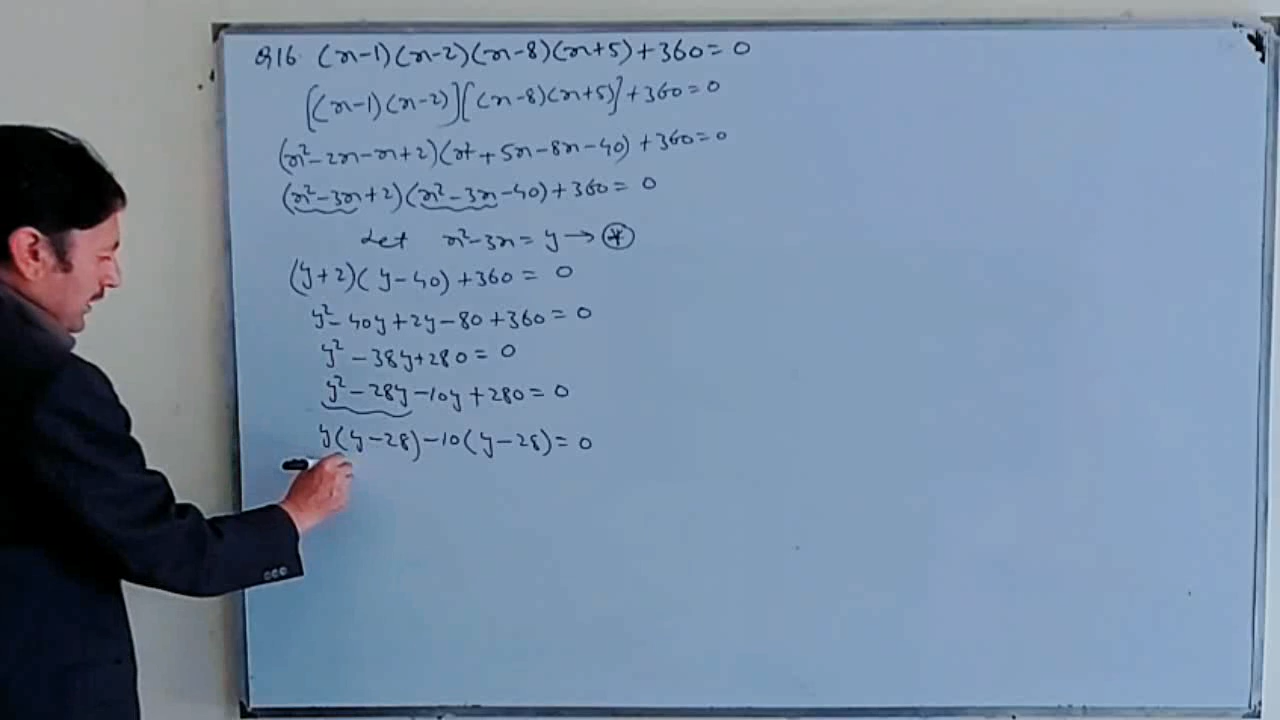 Q16 (x-1)(x-2)(x-8)(x+5)+360=0
[(x-1)(x-2)][(x-8)(x+5)]+360=0
(x²-2x-x+2)(x²+5x-8x-40)+360=0
(x²-3x+2)(x²-3x-40)+360=0
Let x²-3x=y→⊛
(y+2)(y-40)+360=0
y²-40y+2y-80+360=0
y²-38y+280=0
y²-28y-10y+280=0
y(y-28)-10(y-28)=0